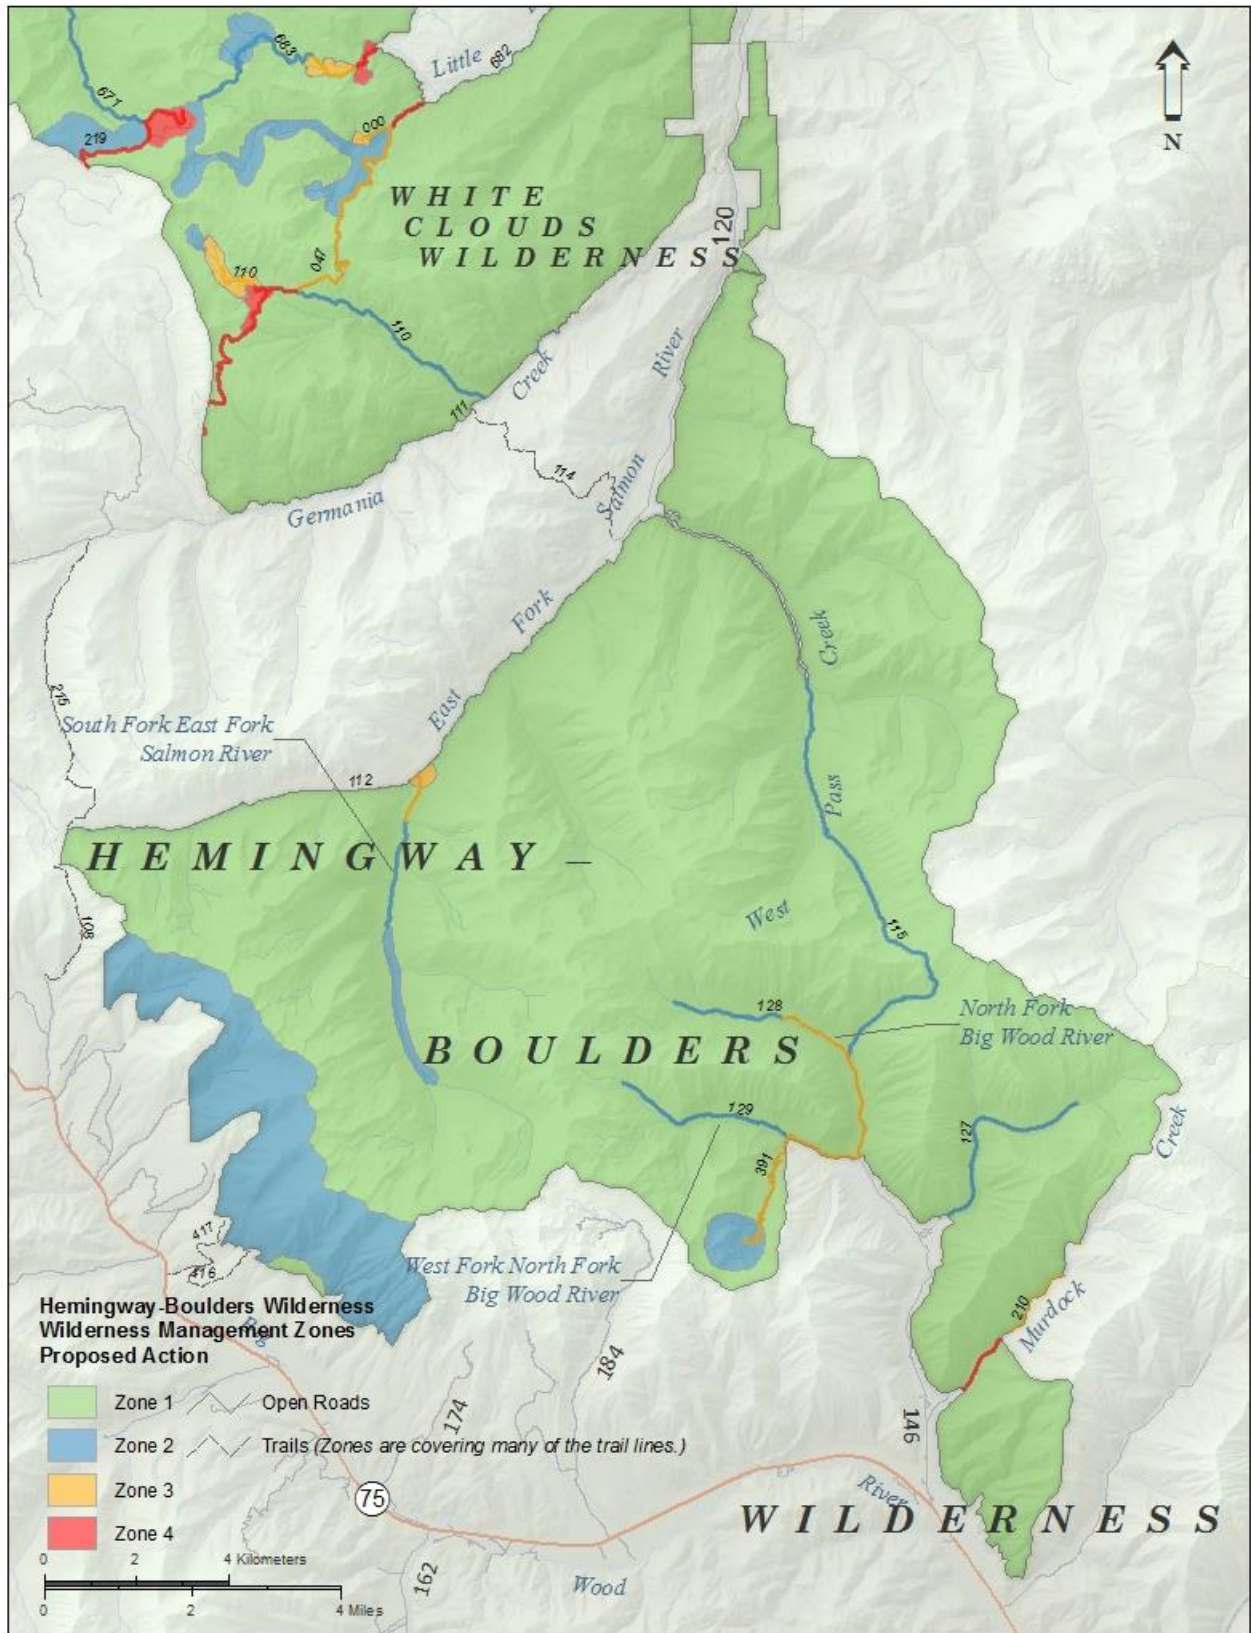 683
Little
682
671
219
000
N
WHITE
CLOUDS
WILDERNESS
120
110
047
110
River
Creek
111
114
Salmon
Germania
Fork
Creek
215
East
South Fork East Fork
Salmon River
112
Pass
HEMINGWAY –
West
108
115
128
North Fork
Big Wood River
BOULDERS
129
127
Creek
391
417
416
West Fork North Fork
Big Wood River
210
Murdock
Big
Hemingway-Boulders Wilderness
Wilderness Management Zones
Proposed Action
184
174
146
Zone 1
Open Roads
Zone 2
Trails (Zones are covering many of the trail lines.)
Zone 3
Zone 4
75
River
WILDERNESS
0 2 4 Kilometers
0 2 4 Miles
162
Wood